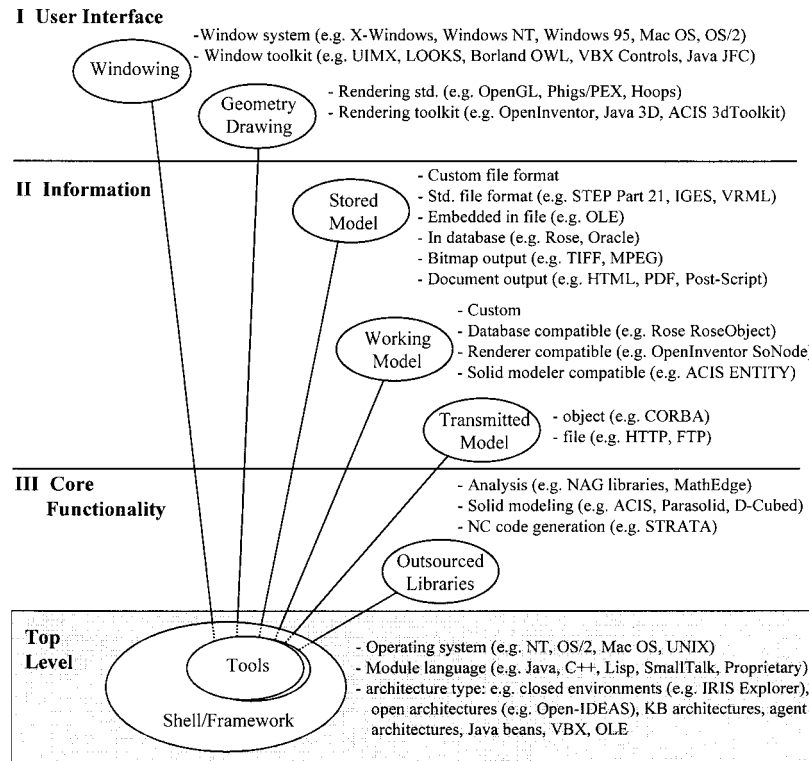 I User Interface
-Window system (e.g. X-Windows, Windows NT, Windows 95, Mac OS, OS/2)
- Window toolkit (e.g. UIMX, LOOKS, Borland OWL, VBX Controls, Java JFC)
Windowing
Geometry
Drawing
- Rendering std. (e.g. OpenGL, Phigs/PEX, Hoops)
- Rendering toolkit (e.g. OpenInventor, Java 3D, ACIS 3dToolkit)
II Information
Stored
Model
- Custom file format
- Std. file format (e.g. STEP Part 21, IGES, VRML)
- Embedded in file (e.g. OLE)
- In database (e.g. Rose, Oracle)
- Bitmap output (e.g. TIFF, MPEG)
- Document output (e.g. HTML, PDF, Post-Script)
Working
Model
- Custom
- Database compatible (e.g. Rose RoseObject)
- Renderer compatible (e.g. OpenInventor SoNode)
- Solid modeler compatible (e.g. ACIS ENTITY)
Transmitted
Model
- object (e.g. CORBA)
- file (e.g. HTTP, FTP)
III Core
Functionality
- Analysis (e.g. NAG libraries, MathEdge)
- Solid modeling (e.g. ACIS, Parasolid, D-Cubed)
- NC code generation (e.g. STRATA)
Outsourced
Libraries
Top
Level
Tools
Shell/Framework
- Operating system (e.g. NT, OS/2, Mac OS, UNIX)
- Module language (e.g. Java, C++, Lisp, SmallTalk, Proprietary)
- architecture type: e.g. closed environments (e.g. IRIS Explorer),
open architectures (e.g. Open-IDEAS), KB architectures, agent
architectures, Java beans, VBX, OLE